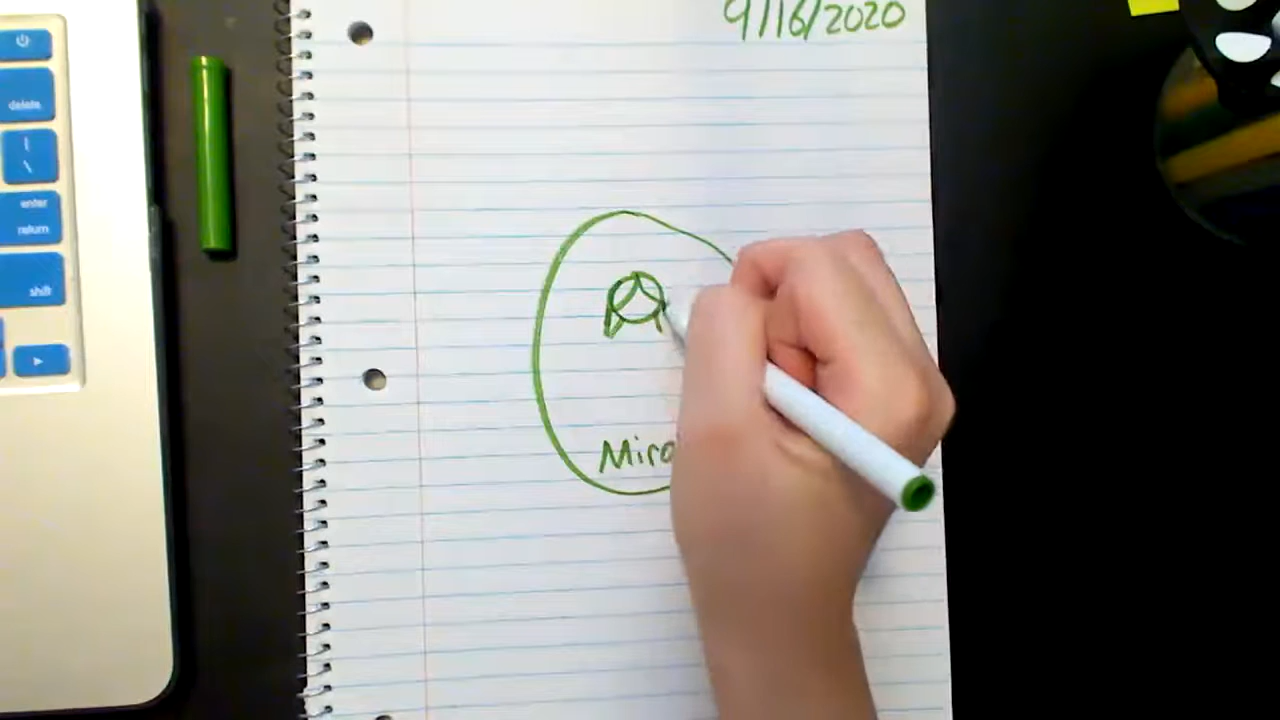 9/16/2020
delete
|
\
enter
return
shift
Mira